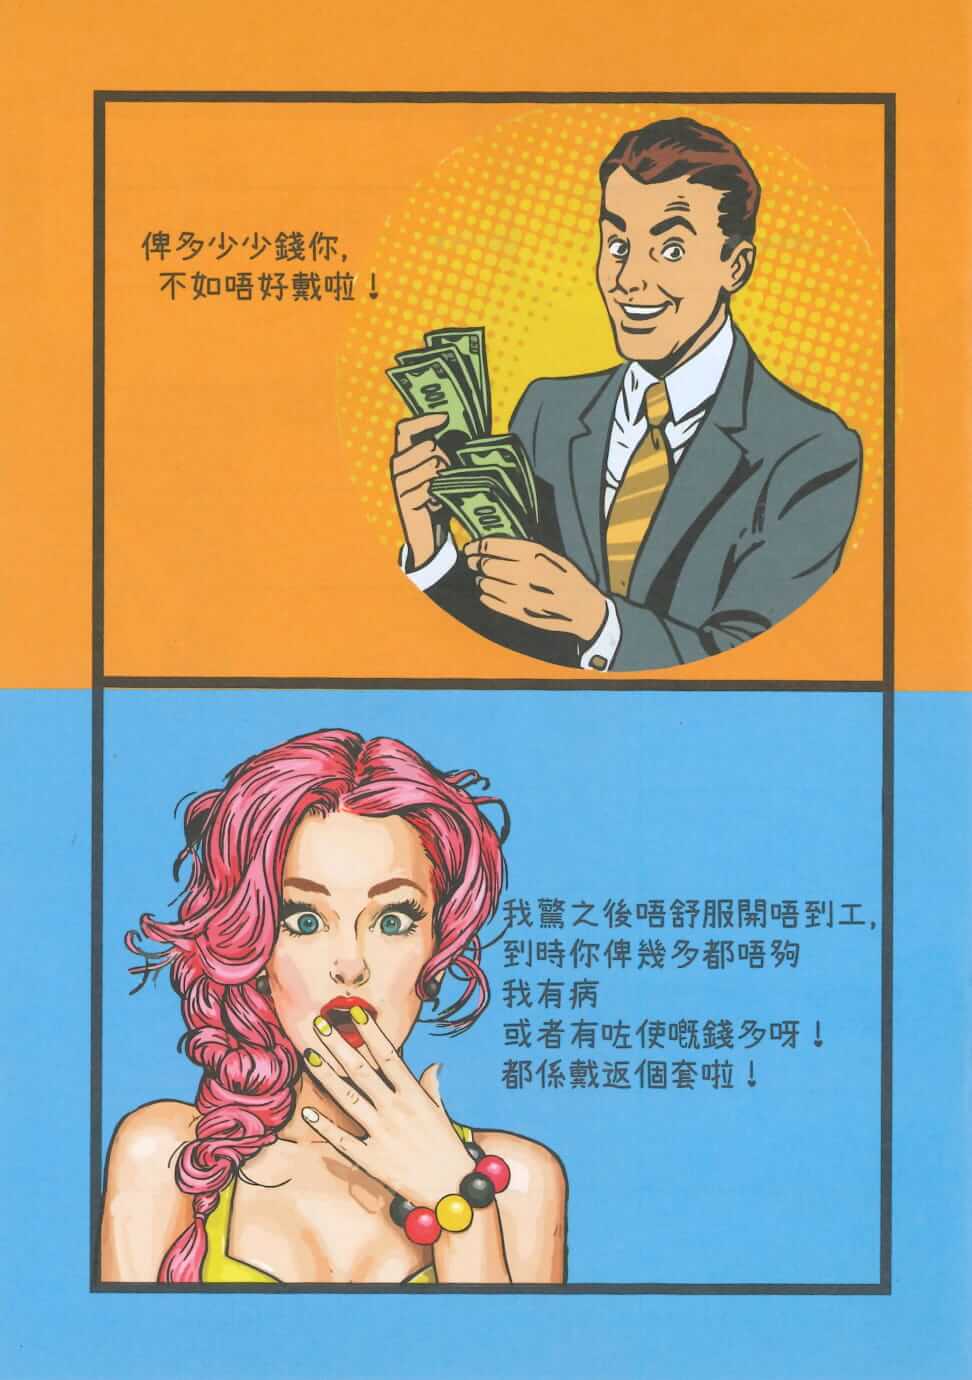 俾多少少錢你,
不如唔好戴啦！
100
100
我驚之後唔舒服開唔到工,
到時你俾幾多都唔夠
我有病
或者有咗使嘅錢多呀！
都係戴返個套啦！